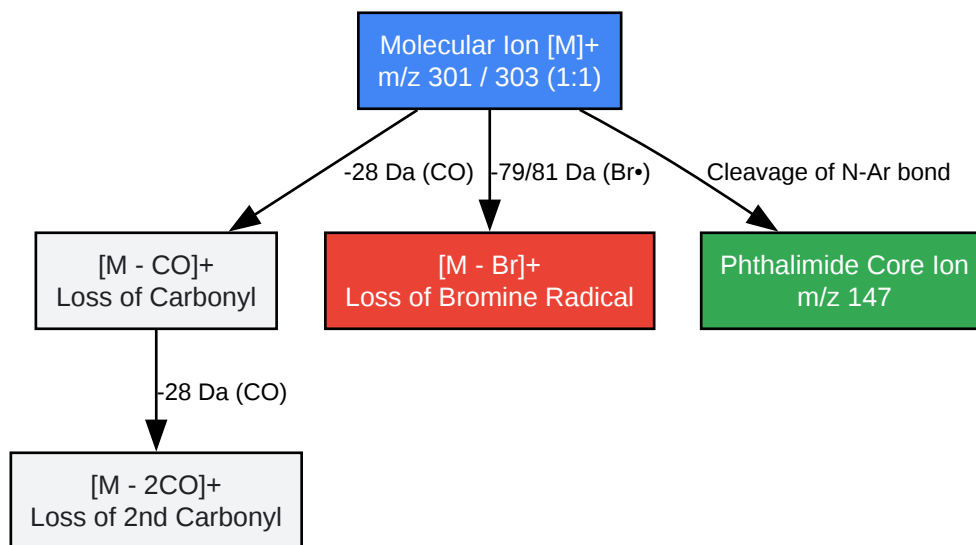 Molecular Ion [M]+
m/z 301 / 303 (1:1)
-28 Da (CO)
-79/81 Da (Br•)
Cleavage of N-Ar bond
[M - CO]+
Loss of Carbonyl
[M - Br]+
Loss of Bromine Radical
Phthalimide Core Ion
m/z 147
-28 Da (CO)
[M - 2CO]+
Loss of 2nd Carbonyl